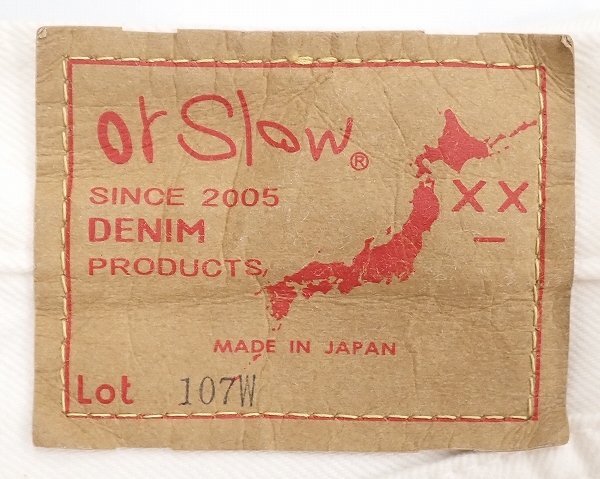 orSlow®
SINCE 2005
DENIM
PRODUCTS,
XX
–
MADE IN JAPAN
Lot 107W